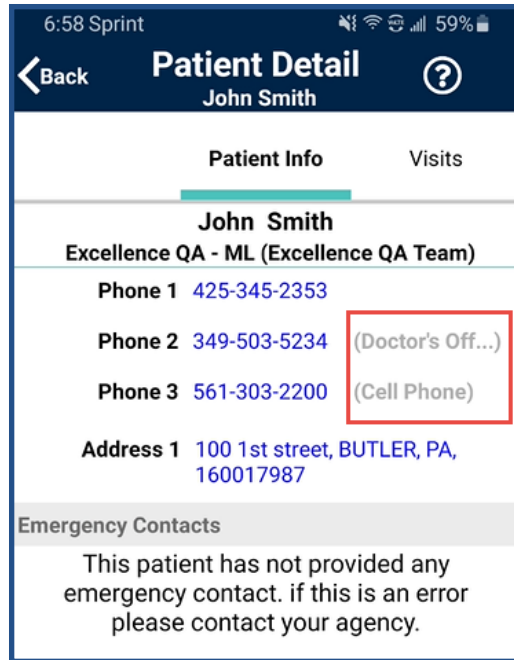 6:58 Sprint 59%
Back Patient Detail ?
John Smith
Patient Info Visits
John Smith
Excellence QA - ML (Excellence QA Team)
Phone 1 425-345-2353
Phone 2 349-503-5234 (Doctor's Off...)
Phone 3 561-303-2200 (Cell Phone)
Address 1 100 1st street, BUTLER, PA,
160017987
Emergency Contacts
This patient has not provided any
emergency contact. if this is an error
please contact your agency.